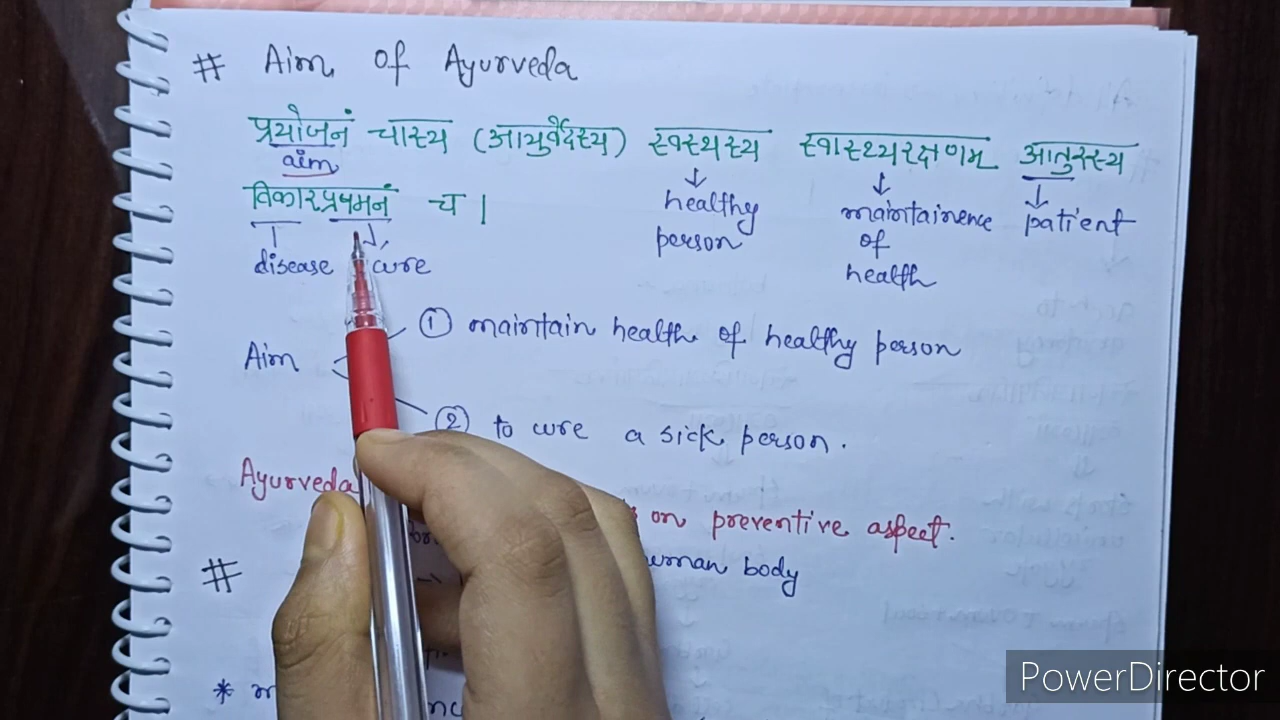 # Aim of Ayurveda
प्रयोजनं चास्य (आयुर्वेदस्य) स्वस्थस्य स्वास्थ्यरक्षणम आतुरस्य
aim
विकारप्रषमनं च |
healthy person
maintainence of health
patient
disease cure
Aim
① maintain health of healthy person
② to cure a sick person.
Ayurveda on preventive aspect.
# human body
*
PowerDirector